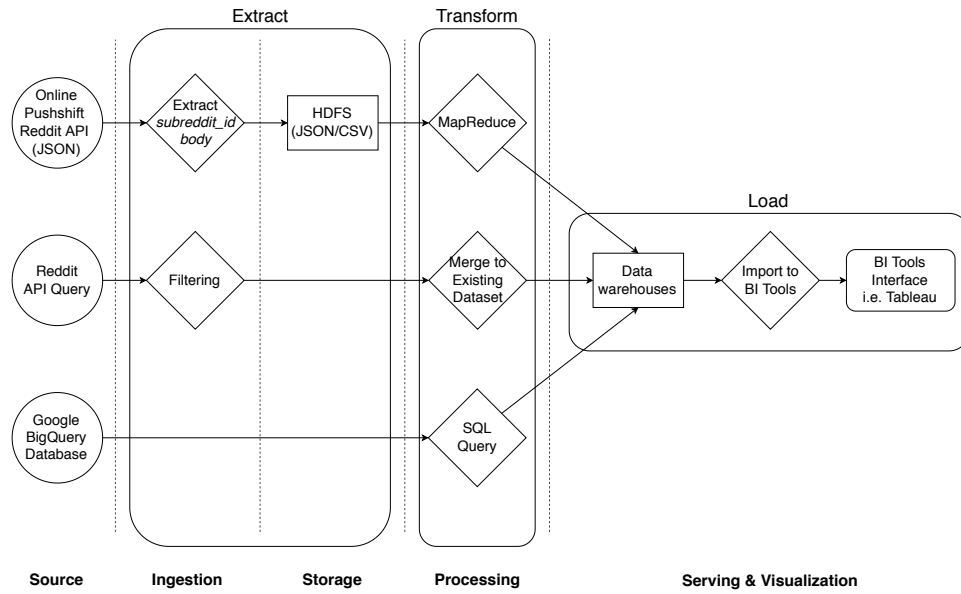 Extract
Transform
Online
Pushshift
Reddit API
(JSON)
Extract
subreddit_id
body
HDFS
(JSON/CSV)
MapReduce
Load
Reddit
API Query
Filtering
Merge to
Existing
Dataset
Data
warehouses
Import to
BI Tools
BI Tools
Interface
i.e. Tableau
Google
BigQuery
Database
SQL
Query
Source
Ingestion
Storage
Processing
Serving & Visualization